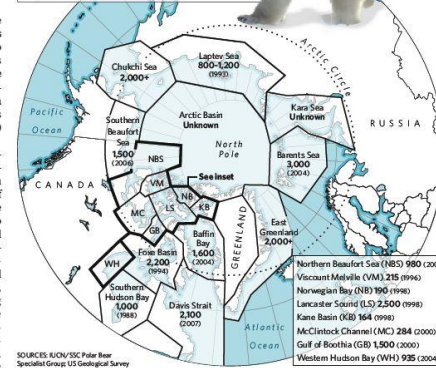 Chukchi Sea
2,000+
Laptev Sea
800-1,200
(1993)
Arctic Circle
Kara Sea
Unknown
Pacific
Ocean
Southern
Beaufort
Sea
1,500
(2006)
Arctic Basin
Unknown
North
Pole
RUSSIA
Barents Sea
3,000
(2004)
NBS
See inset
CANADA
VM
NB
MC
LS
KB
GB
Baffin
Bay
1,600
(2004)
GREENLAND
East
Greenland
2,000+
Foxe Basin
2,200
(1994)
WH
Southern
Hudson Bay
1,000
(1988)
Davis Strait
2,100
(2007)
Atlantic
Ocean
Northern Beaufort Sea (NBS) 980 (200
Viscount Melville (VM) 215 (1996)
Norwegian Bay (NB) 190 (1998)
Lancaster Sound (LS) 2,500 (1998)
Kane Basin (KB) 164 (1998)
McClintock Channel (MC) 284 (2000)
Gulf of Boothia (GB) 1,500 (2000)
Western Hudson Bay (WH) 935 (2004
SOURCES: IUCN/SSC Polar Bear
Specialist Group; US Geological Survey